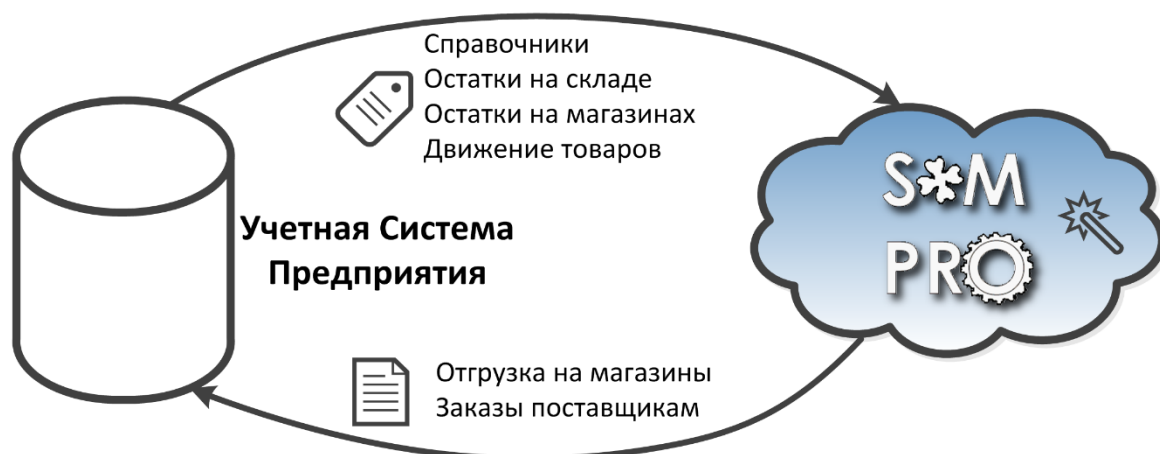 Справочники
Остатки на складе
Остатки на магазинах
Движение товаров
Учетная Система
Предприятия
S☘M
PRO
Отгрузка на магазины
Заказы поставщикам